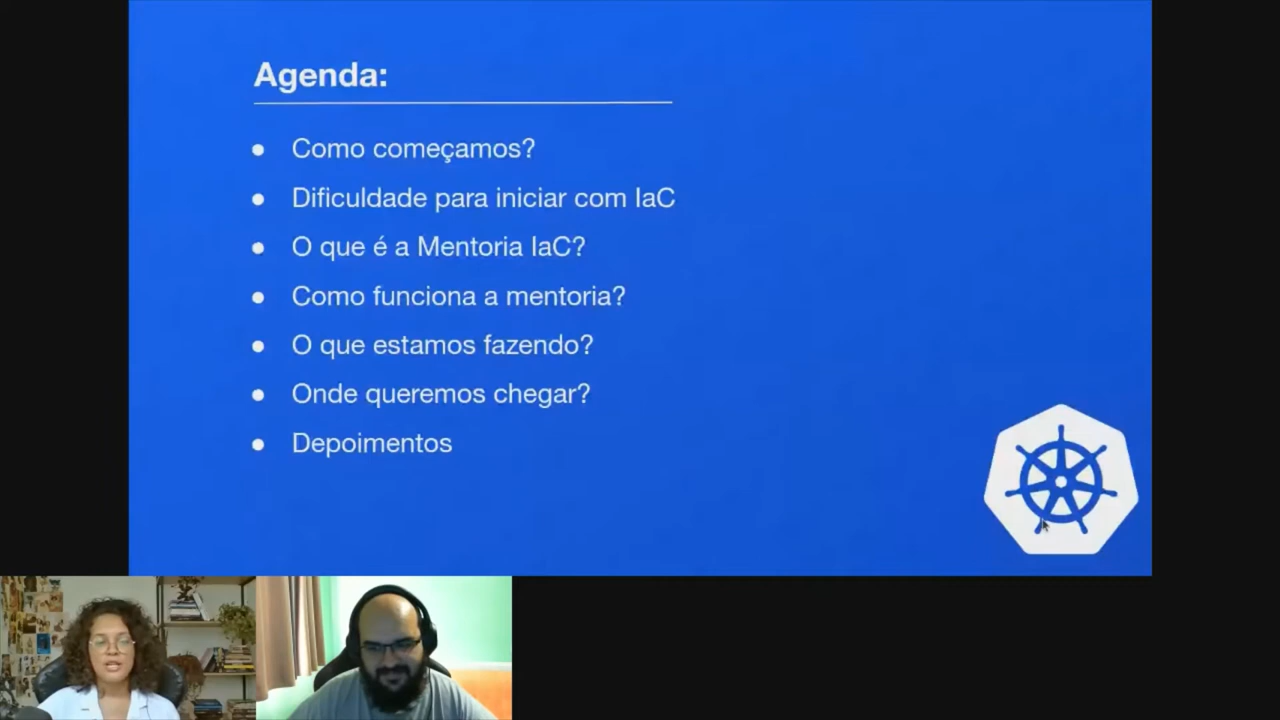 Agenda:
● Como começamos?
● Dificuldade para iniciar com IaC
● O que é a Mentoria IaC?
● Como funciona a mentoria?
● O que estamos fazendo?
● Onde queremos chegar?
● Depoimentos